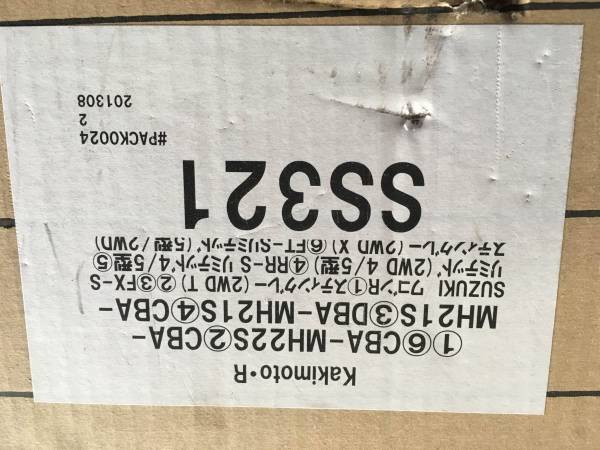 Kakimoto・R
①⑥CBA-MH22S②CBA-
MH21S③DBA-MH21S④CBA-
SUZUKI ワゴンR①スティングレー(2WD T) ②③FX-S
リミテッド(2WD 4/5型) ④RR-S リミテッド(4/5型⑤
スティングレー(2WD X) ⑥FT-Sリミテッド(5型/2WD)
SS321
#PACK0024
2
201308